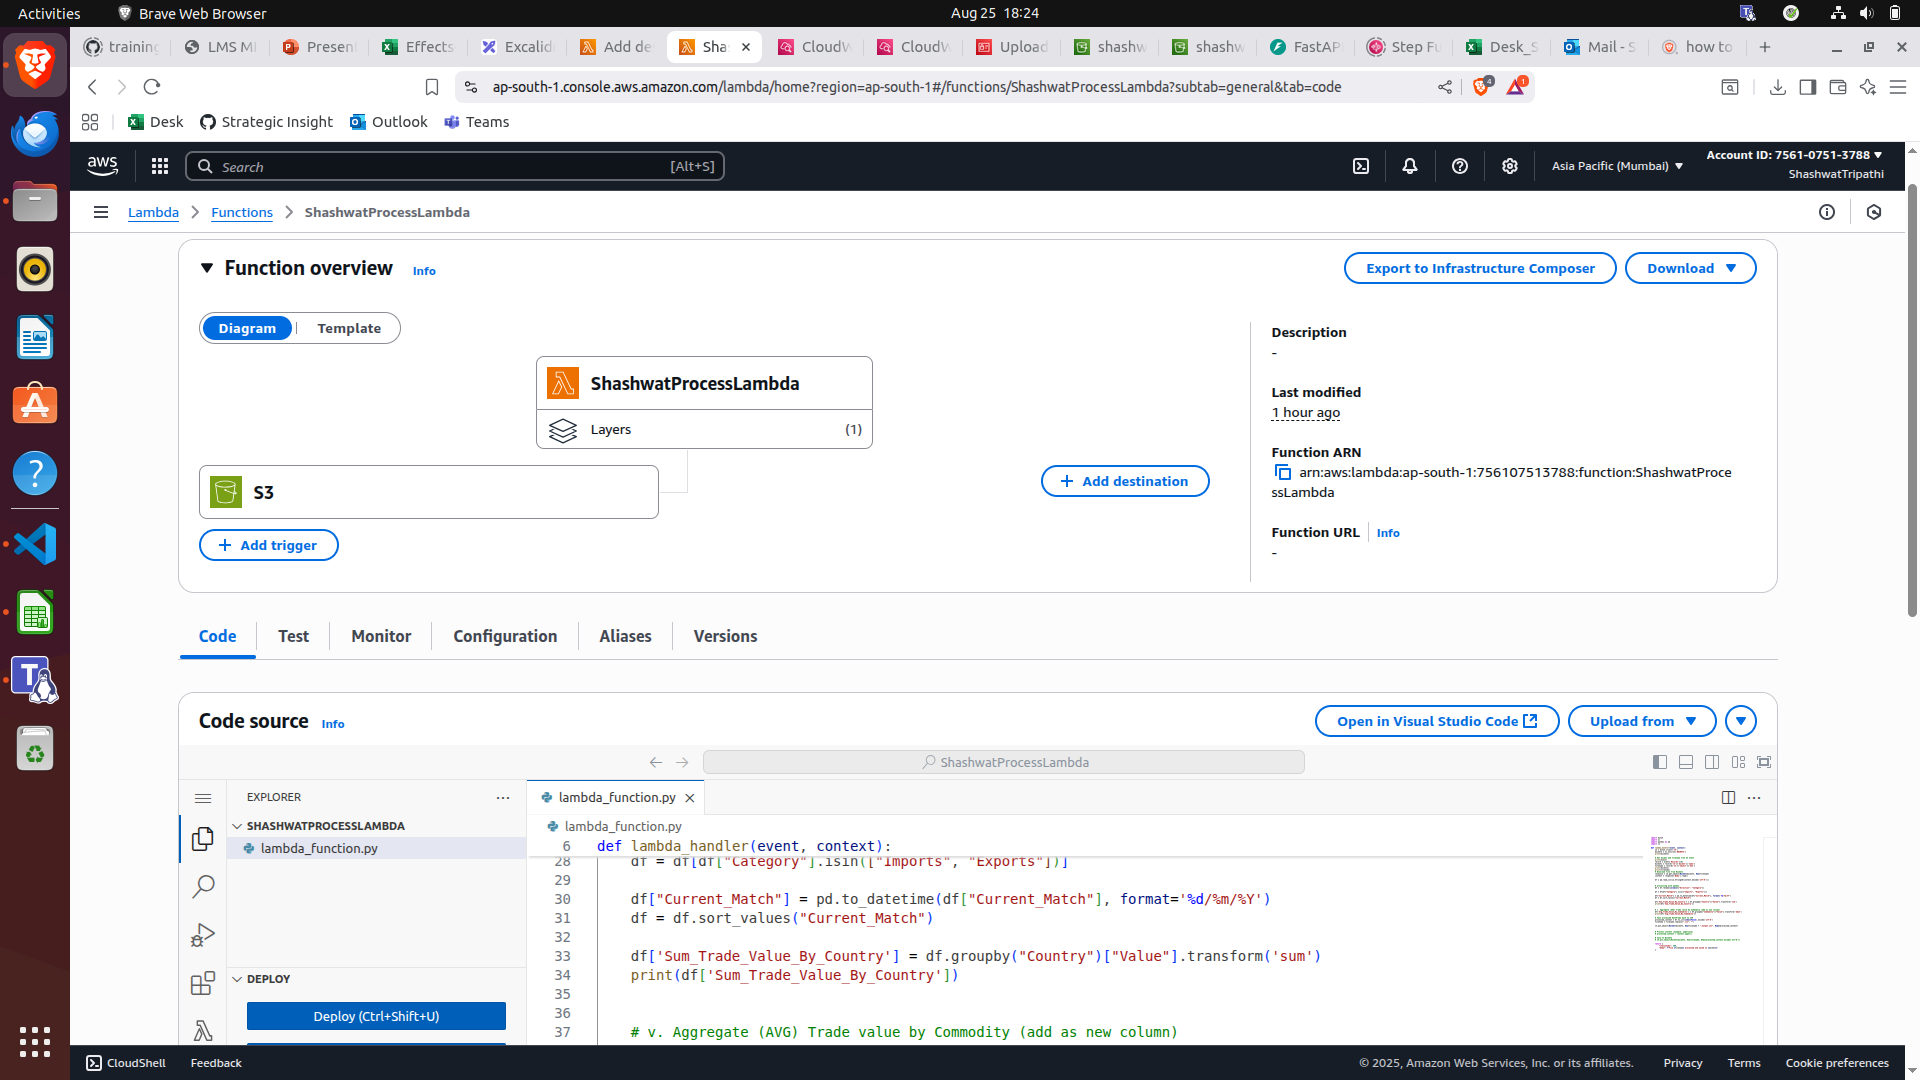 Activities
Brave Web Browser
Aug 25 18:24
training
LMS M
Presen
Effects
Excalid
Add de
Sha
CloudW
CloudW
Upload
shashw
shashw
FastAP
Step Fu
Desk_S
Mail - S
how to
ap-south-1.console.aws.amazon.com/lambda/home?region=ap-south-1#/functions/ShashwatProcessLambda?subtab=general&tab=code
4
1
Desk
Strategic Insight
Outlook
Teams
aws
Search
[Alt+S]
Asia Pacific (Mumbai)
Account ID: 7561-0751-3788
ShashwatTripathi
Lambda
Functions
ShashwatProcessLambda
Function overview
Info
Export to Infrastructure Composer
Download
Diagram
Template
ShashwatProcessLambda
Layers
(1)
S3
Add trigger
Add destination
Description
-
Last modified
1 hour ago
Function ARN
arn:aws:lambda:ap-south-1:756107513788:function:ShashwatProce
ssLambda
Function URL
Info
-
Code
Test
Monitor
Configuration
Aliases
Versions
Code source
Info
Open in Visual Studio Code
Upload from
ShashwatProcessLambda
EXPLORER
SHASHWATPROCESSLAMBDA
lambda_function.py
DEPLOY
Deploy (Ctrl+Shift+U)
lambda_function.py
lambda_function.py
6 def lambda_handler(event, context):
28 df = df[df["Category"].isin(["Imports", "Exports"])]
29
30 df["Current_Match"] = pd.to_datetime(df["Current_Match"], format='%d/%m/%Y')
31 df = df.sort_values("Current_Match")
32
33 df['Sum_Trade_Value_By_Country'] = df.groupby("Country")["Value"].transform('sum')
34 print(df['Sum_Trade_Value_By_Country'])
35
36
37 # v. Aggregate (AVG) Trade value by Commodity (add as new column)
CloudShell
Feedback
© 2025, Amazon Web Services, Inc. or its affiliates.
Privacy
Terms
Cookie preferences